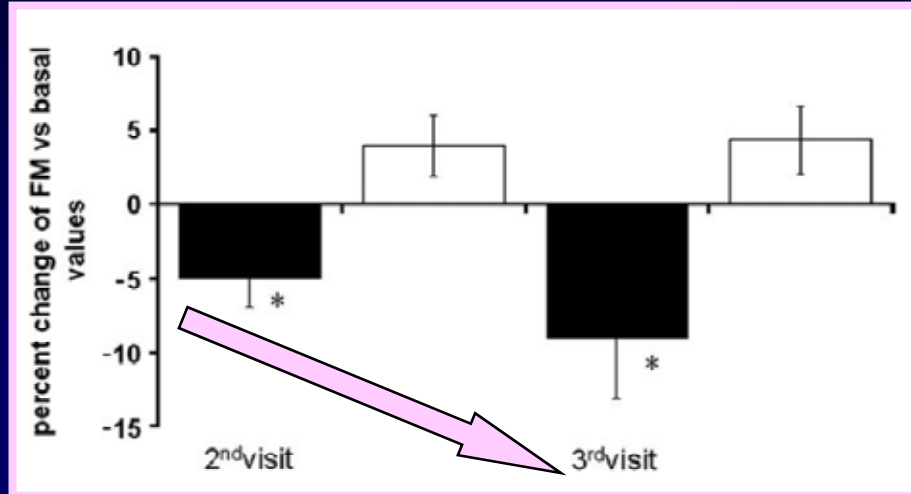 percent change of FM vs basal
values
10
5
0
-5
-10
-15
*
*
2ndvisit
3rdvisit